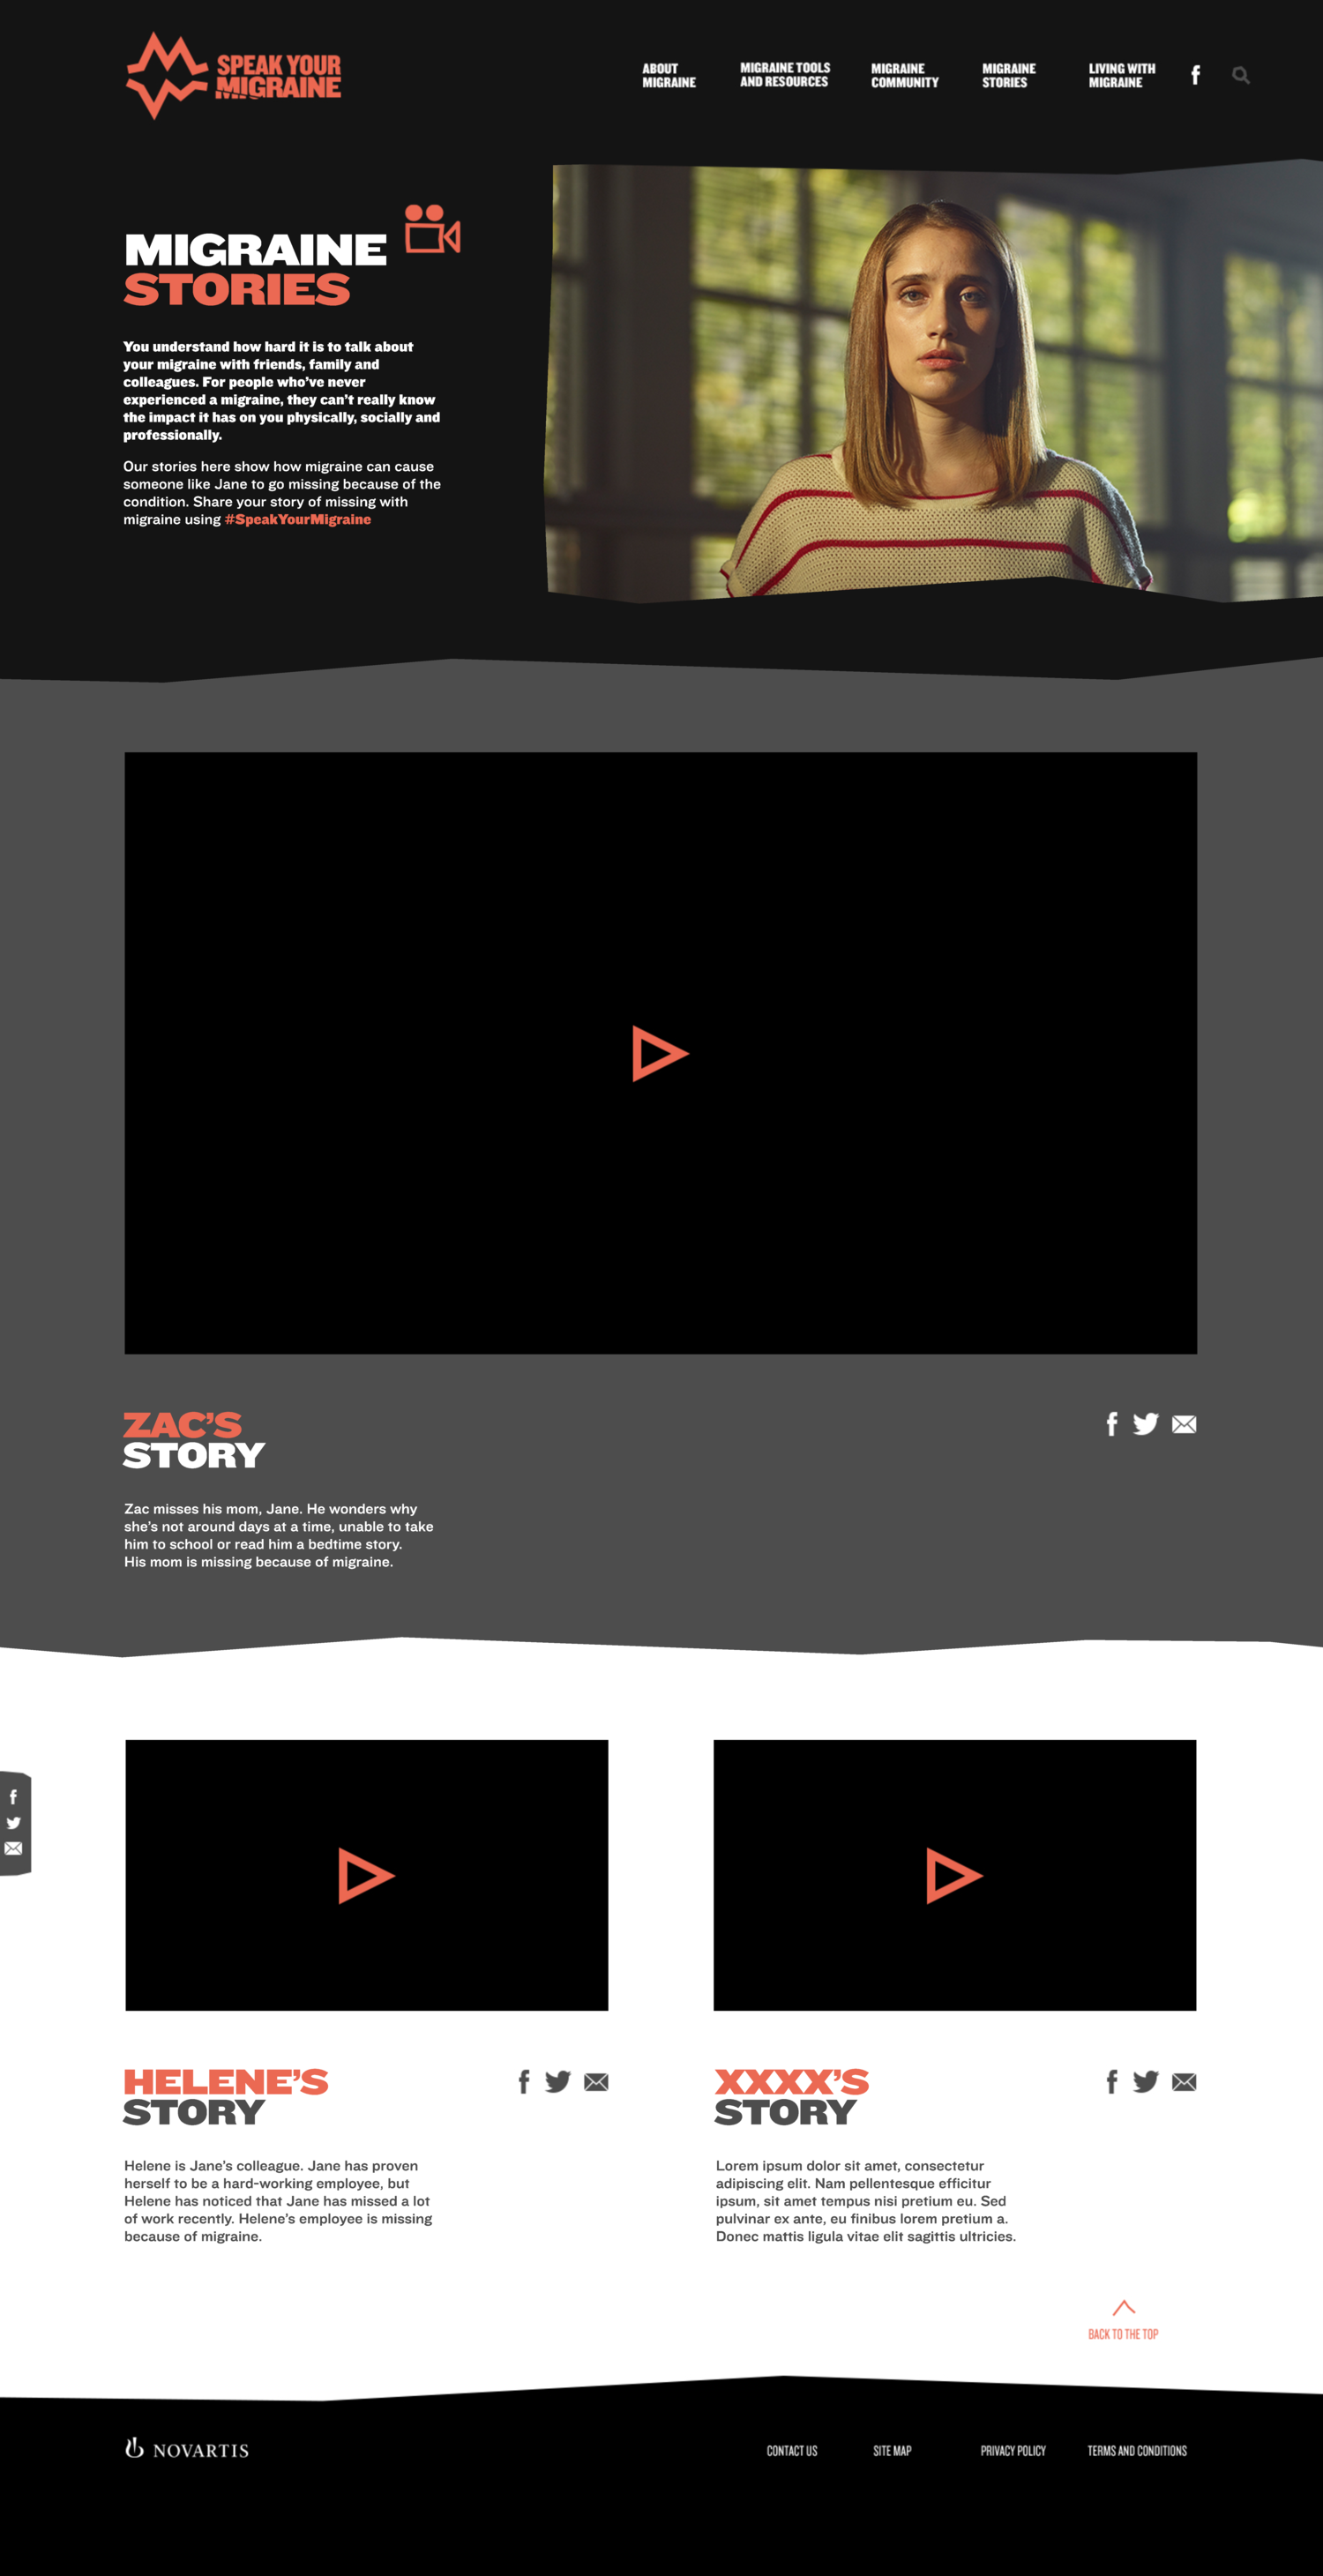 SPEAK YOUR
MIGRAINE
ABOUT
MIGRAINE
MIGRAINE TOOLS
AND RESOURCES
MIGRAINE
COMMUNITY
MIGRAINE
STORIES
LIVING WITH
MIGRAINE
MIGRAINE
STORIES
You understand how hard it is to talk about
your migraine with friends, family and
colleagues. For people who've never
experienced a migraine, they can't really know
the impact it has on you physically, socially and
professionally.
Our stories here show how migraine can cause
someone like Jane to go missing because of the
condition. Share your story of missing with
migraine using #SpeakYourMigraine
ZAC'S
STORY
Zac misses his mom, Jane. He wonders why
she's not around days at a time, unable to take
him to school or read him a bedtime story.
His mom is missing because of migraine.
HELENE'S
STORY
Helene is Jane's colleague. Jane has proven
herself to be a hard-working employee, but
Helene has noticed that Jane has missed a lot
of work recently. Helene's employee is missing
because of migraine.
XXXX'S
STORY
Lorem ipsum dolor sit amet, consectetur
adipiscing elit. Nam pellentesque efficitur
ipsum, sit amet tempus nisi pretium eu. Sed
pulvinar ex ante, eu finibus lorem pretium a.
Donec mattis ligula vitae elit sagittis ultricies.
BACK TO THE TOP
NOVARTIS
CONTACT US
SITE MAP
PRIVACY POLICY
TERMS AND CONDITIONS